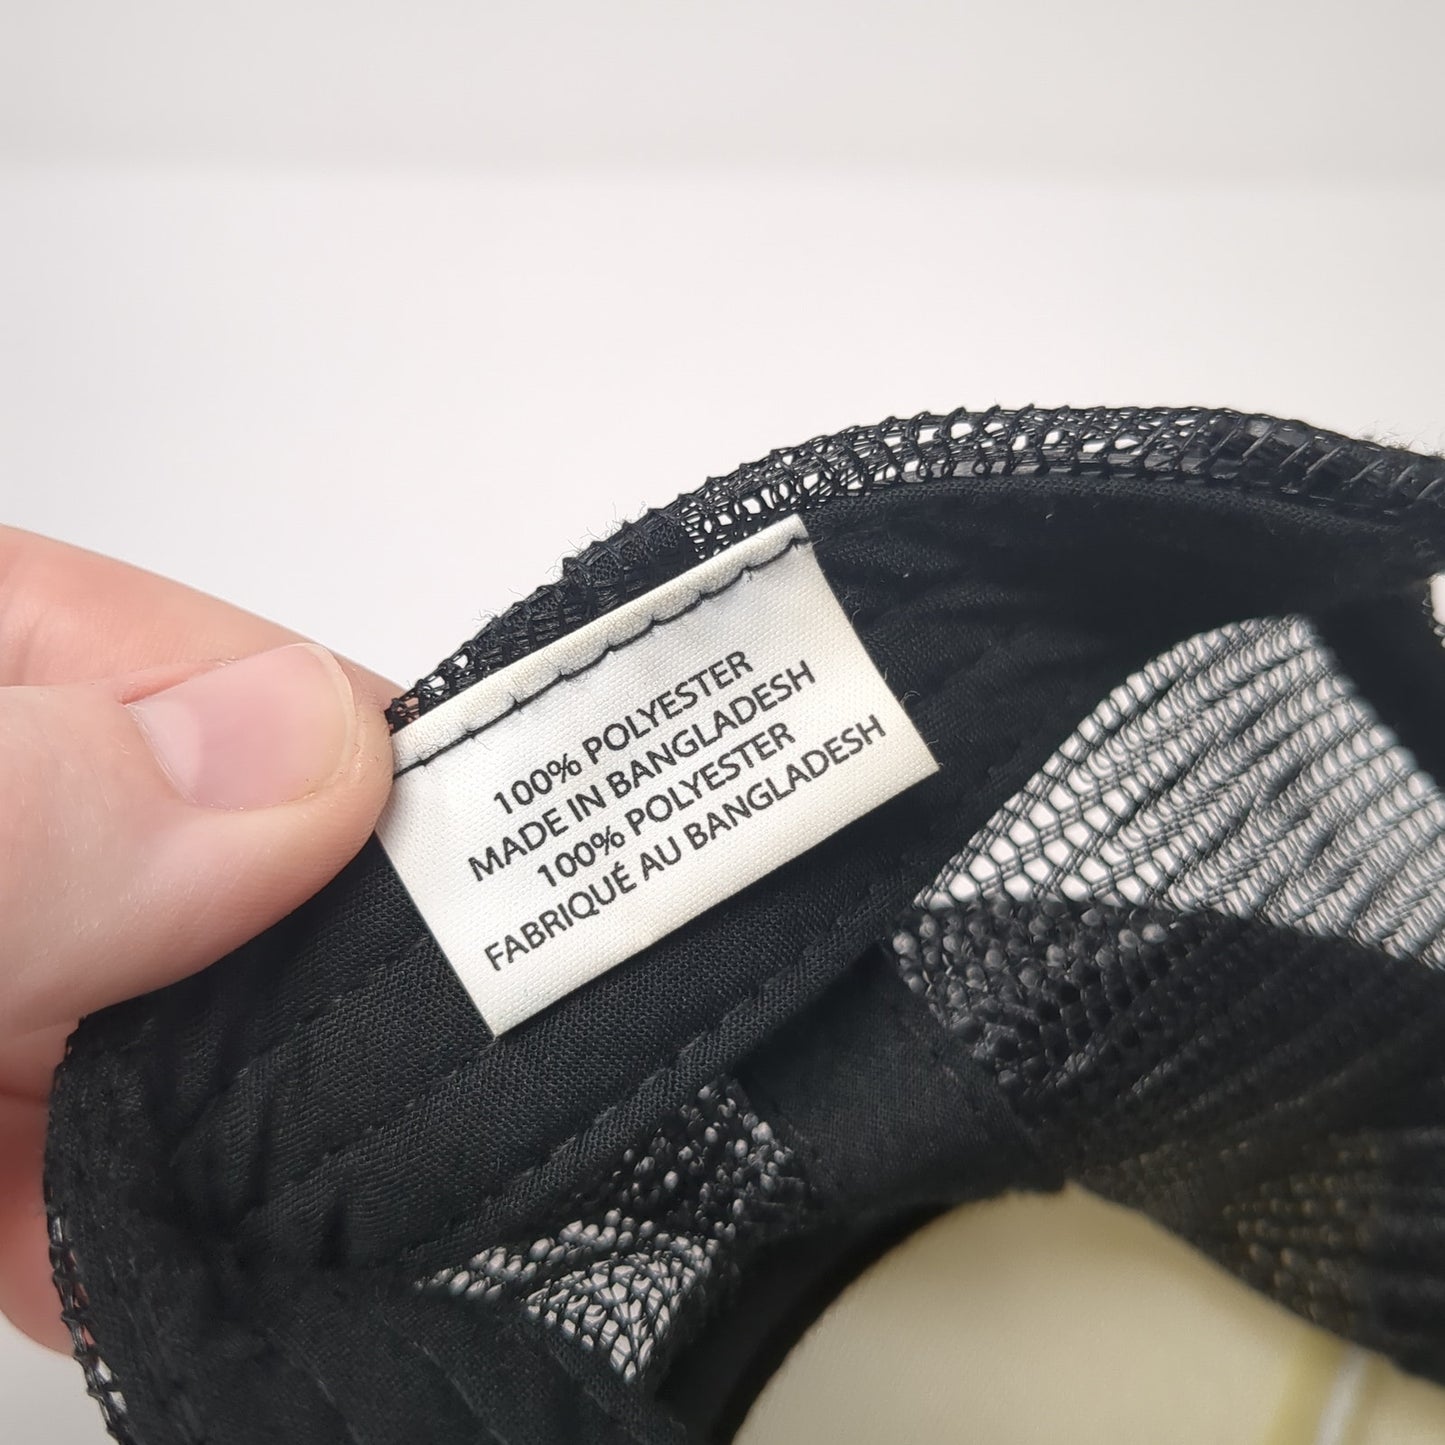 100% POLYESTER
MADE IN BANGLADESH
100% POLYESTER
FABRIQUÉ AU BANGLADESH